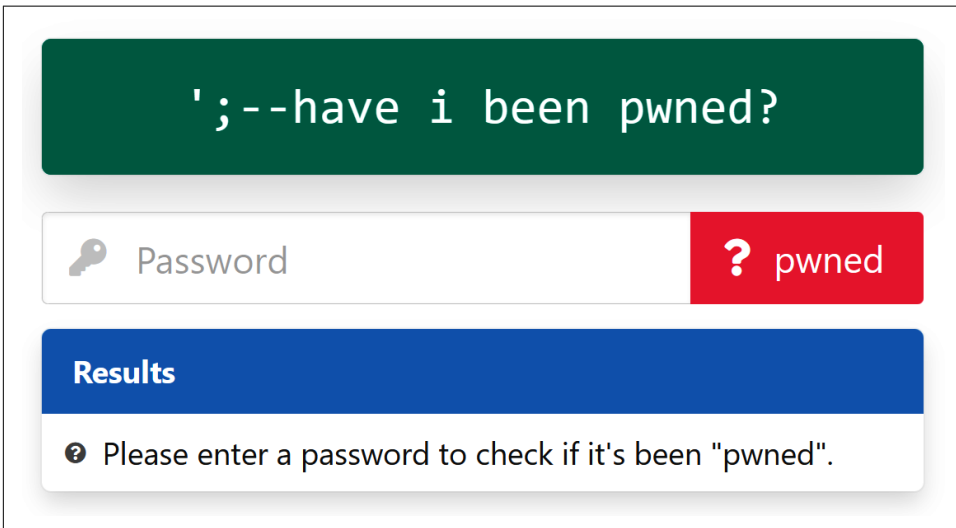 ';--have i been pwned?
Password
? pwned
Results
Please enter a password to check if it's been "pwned".